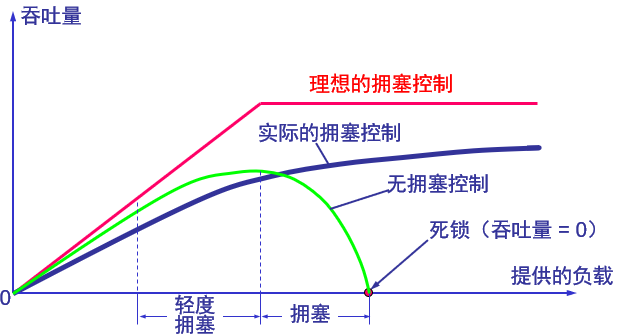 吞吐量
理想的拥塞控制
实际的拥塞控制
无拥塞控制
死锁（吞吐量 = 0）
提供的负载
0
轻度
拥塞
拥塞